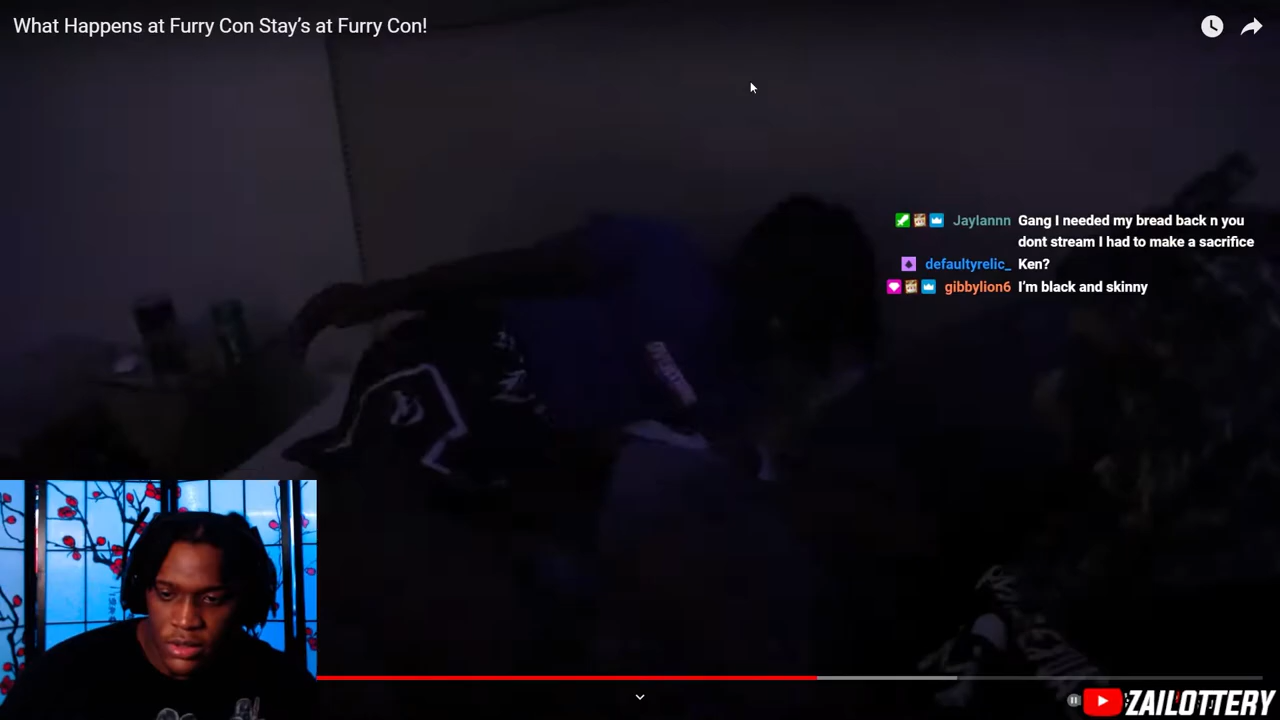 What Happens at Furry Con Stay’s at Furry Con!
Jaylannn Gang I needed my bread back n you
dont stream I had to make a sacrifice
defaultyrelic_ Ken?
gibbylion6 I’m black and skinny
ZAILOTTERY